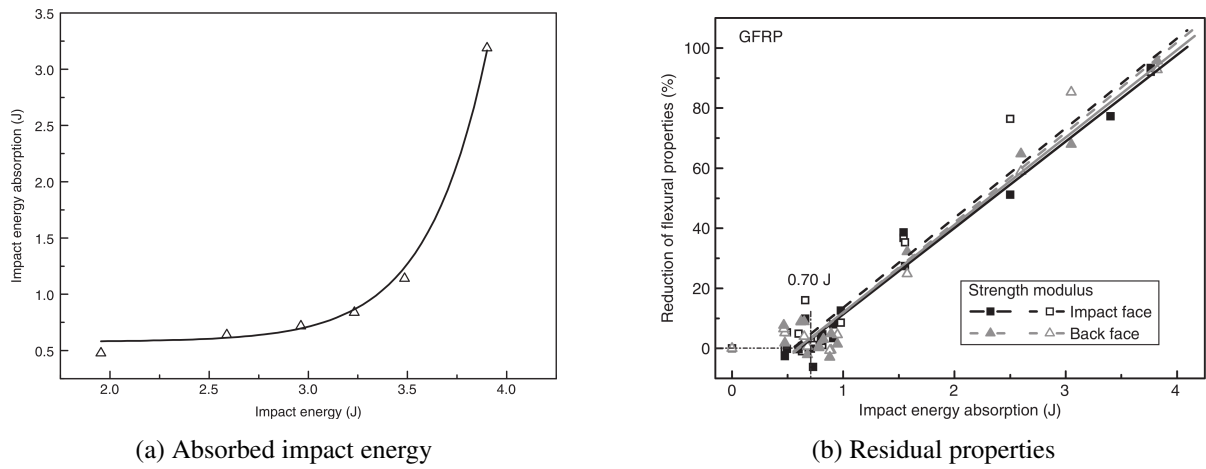 3.5
3.0
2.5
2.0
1.5
1.0
0.5
Impact energy absorption (J)
2.0 2.5 3.0 3.5 4.0
Impact energy (J)
(a) Absorbed impact energy
GFRP
100
80
60
40
20
0
Reduction of flexural properties (%)
0.70 J
Strength modulus
Impact face
Back face
0 1 2 3 4
Impact energy absorption (J)
(b) Residual properties